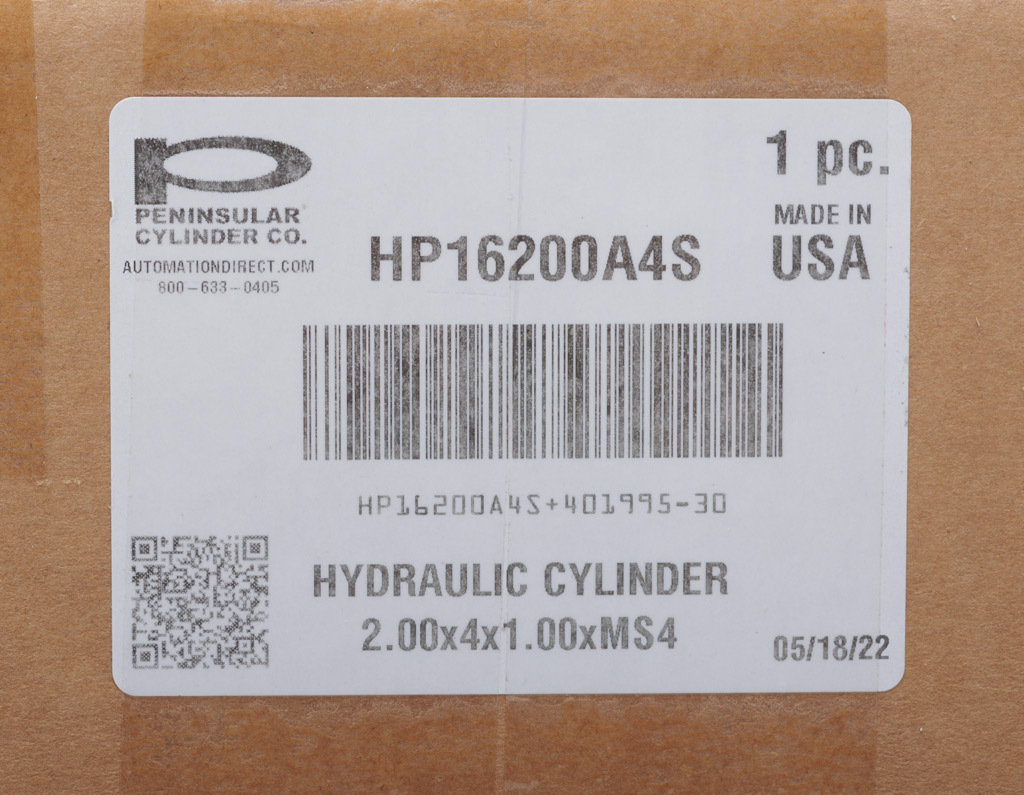 PENINSULAR
CYLINDER CO.
AUTOMATIONDIRECT.COM
800-633-0405
HP16200A4S
1 pc.
MADE IN
USA
HP16200A4S+401995-30
HYDRAULIC CYLINDER
2.00x4x1.00xMS4
05/18/22